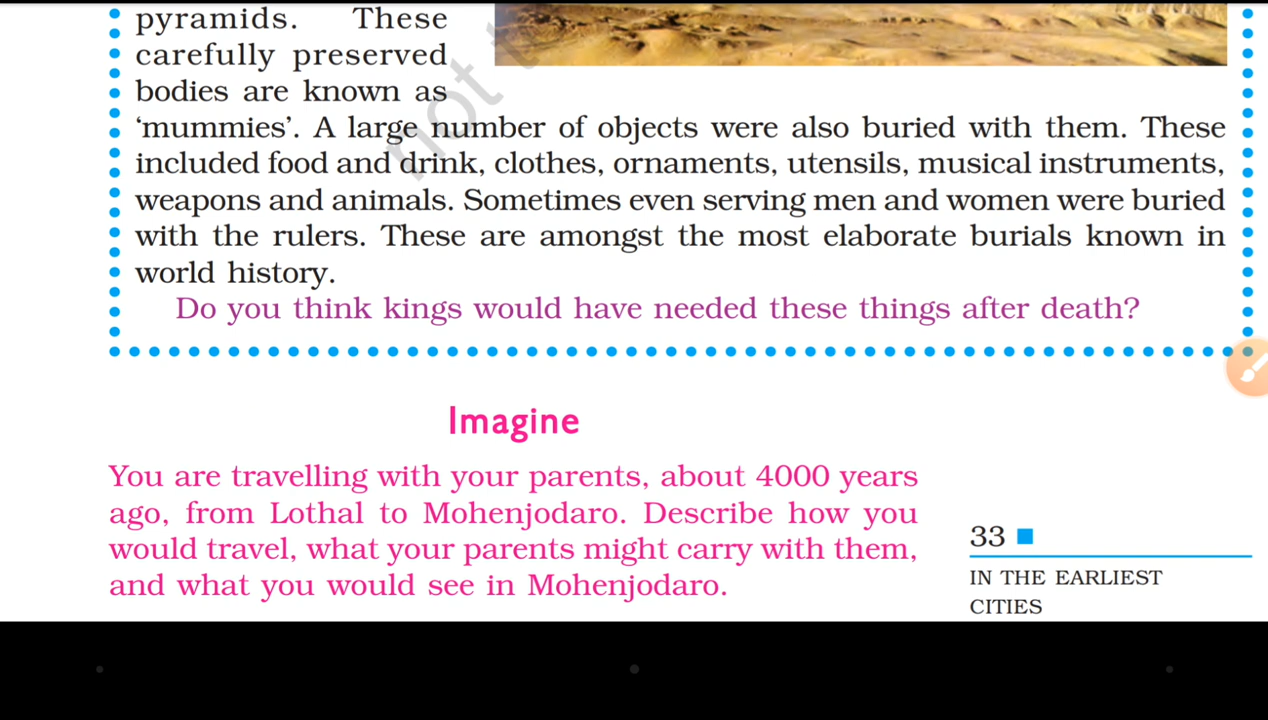 pyramids. These
carefully preserved
bodies are known as
‘mummies’. A large number of objects were also buried with them. These
included food and drink, clothes, ornaments, utensils, musical instruments,
weapons and animals. Sometimes even serving men and women were buried
with the rulers. These are amongst the most elaborate burials known in
world history.
Do you think kings would have needed these things after death?
Imagine
You are travelling with your parents, about 4000 years
ago, from Lothal to Mohenjodaro. Describe how you
would travel, what your parents might carry with them,
and what you would see in Mohenjodaro.
33
IN THE EARLIEST
CITIES
not t